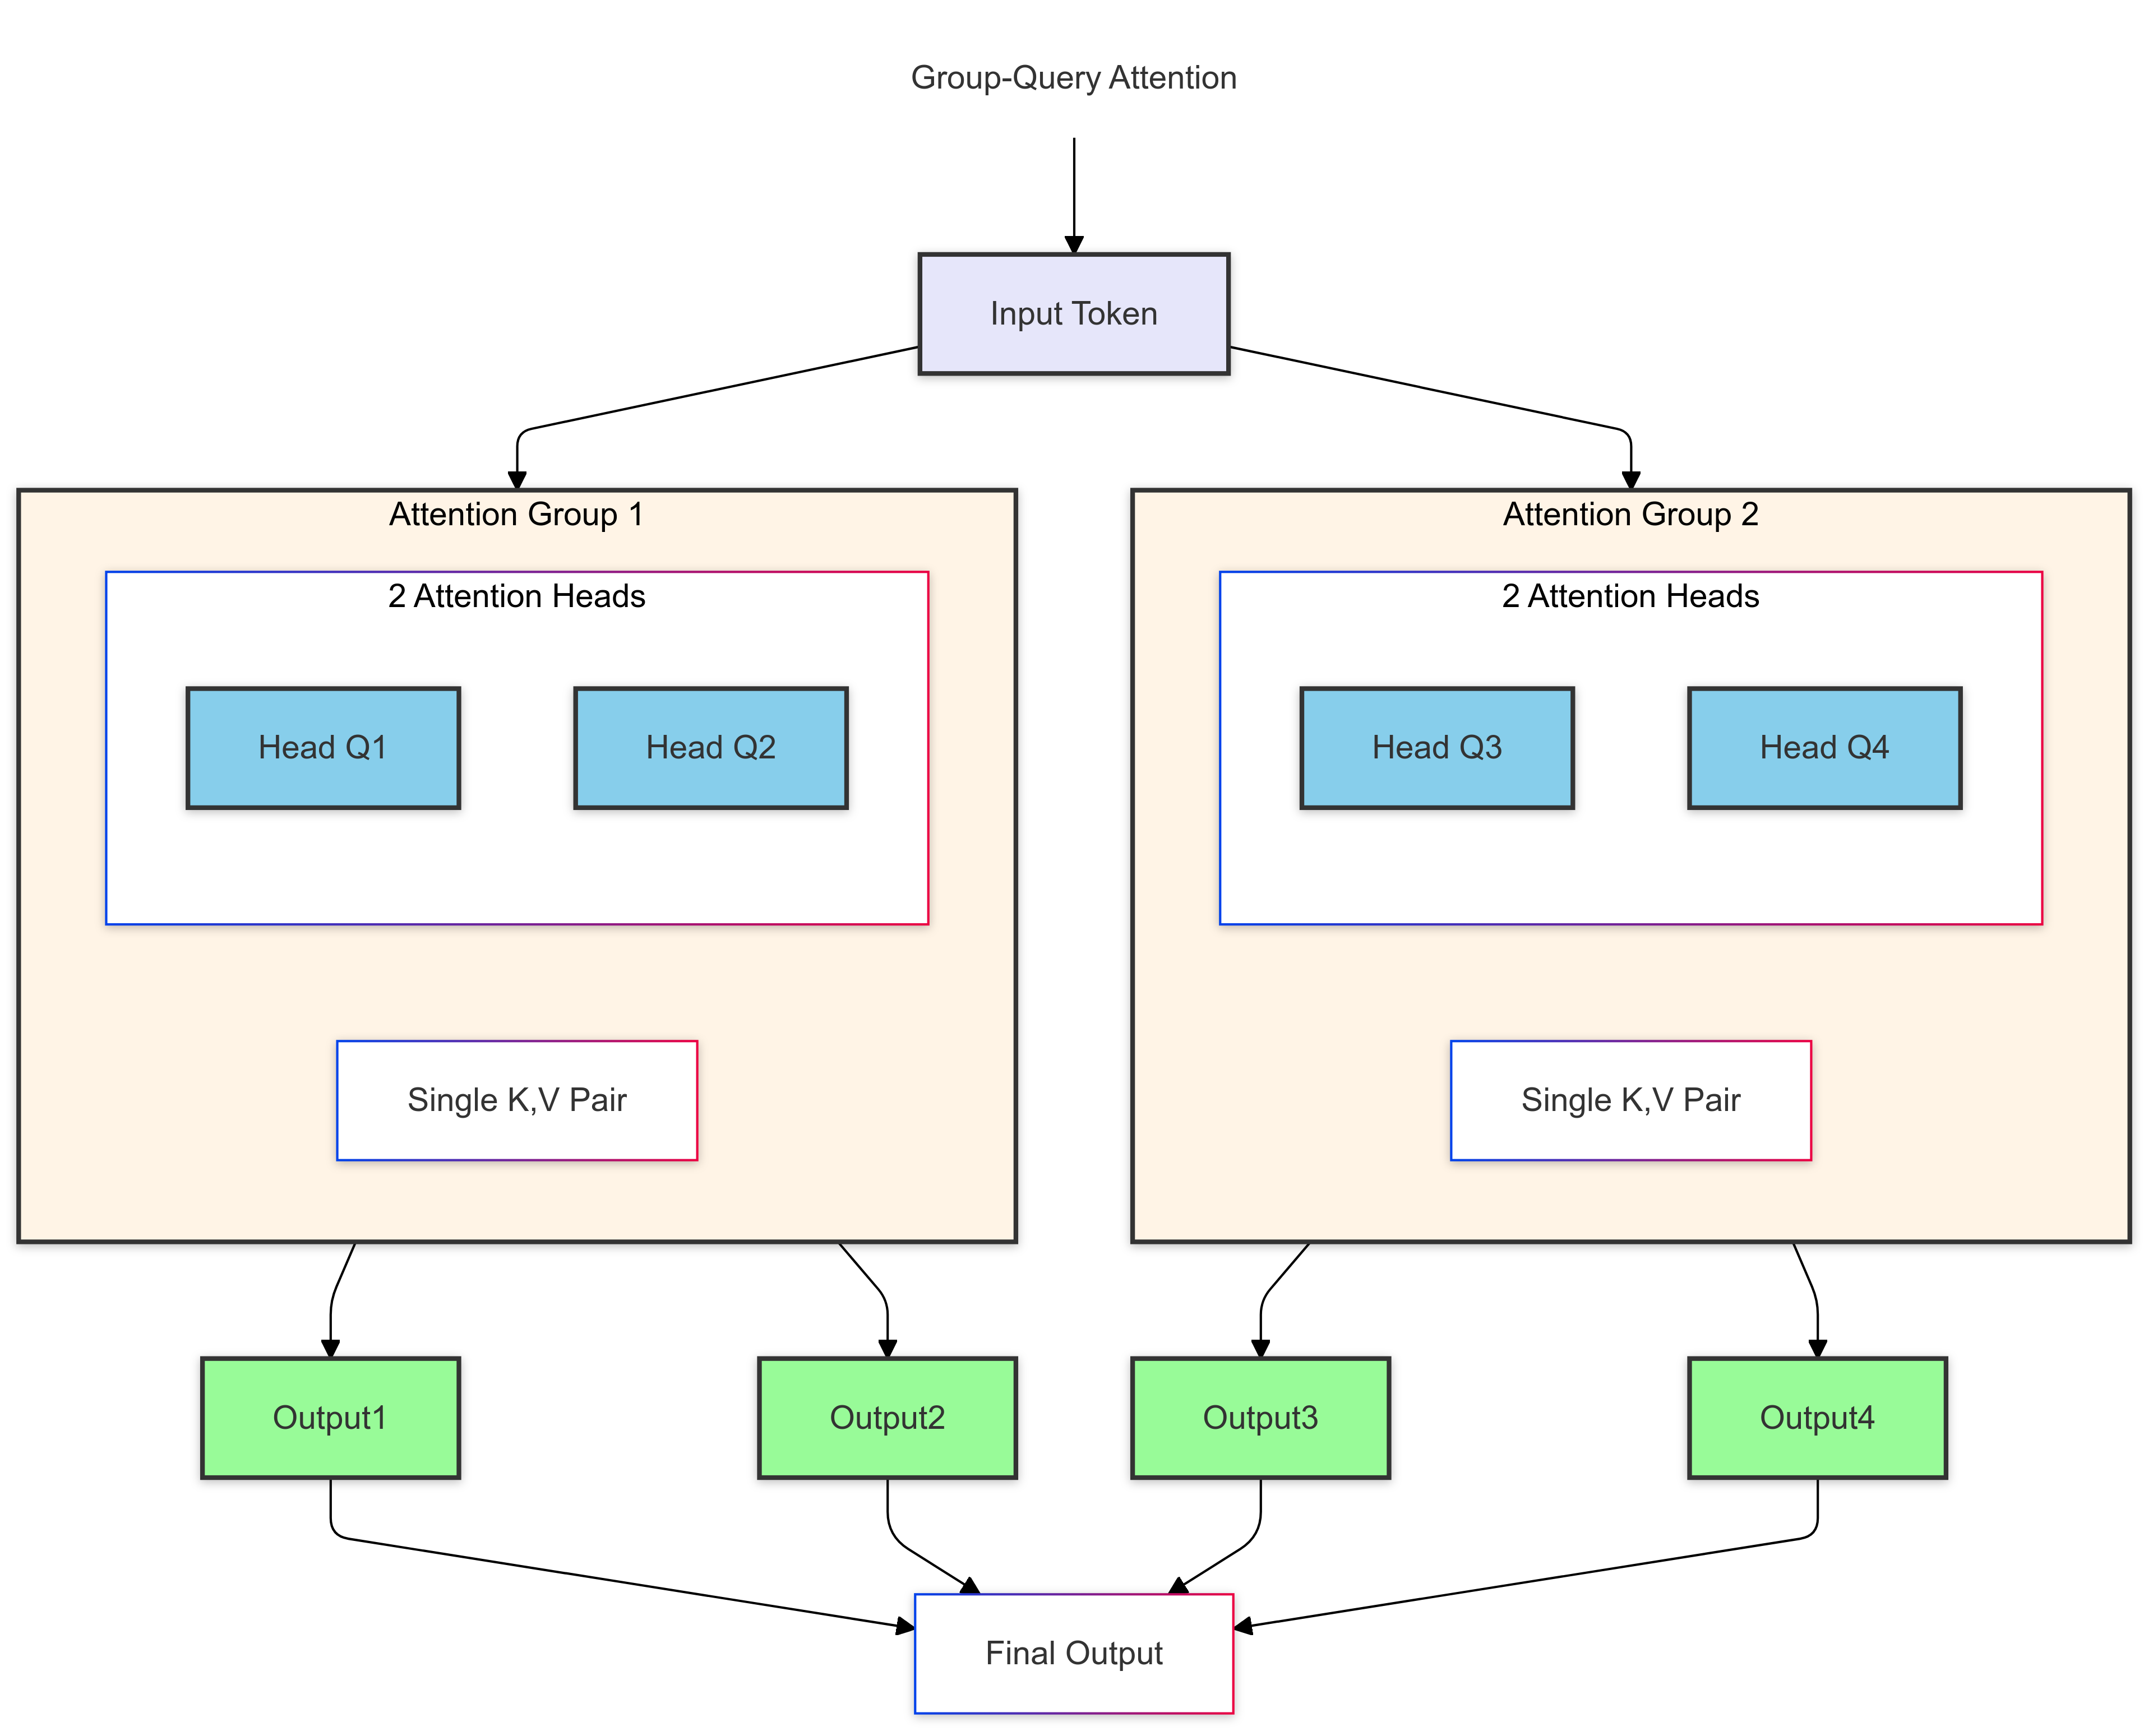 Group-Query Attention
Input Token
Attention Group 1
2 Attention Heads
Head Q1
Head Q2
Single K,V Pair
Attention Group 2
2 Attention Heads
Head Q3
Head Q4
Single K,V Pair
Output1
Output2
Output3
Output4
Final Output